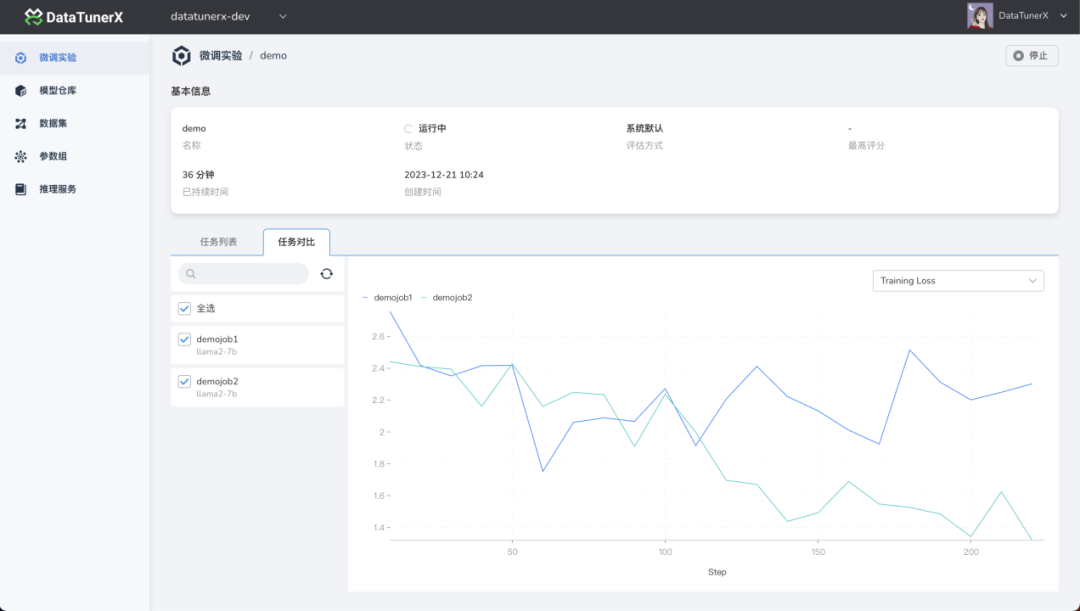 DataTunerX
datatunerx-dev
DataTunerX
微调实验
模型仓库
数据集
参数组
推理服务
微调实验 / demo
停止
基本信息
demo
运行中
系统默认
-
名称
状态
评估方式
最高评分
36 分钟
2023-12-21 10:24
已持续时间
创建时间
任务列表
任务对比
全选
demojob1
llama2-7b
demojob2
llama2-7b
Training Loss
demojob1 demojob2
2.6
2.4
2.2
2
1.8
1.6
1.4
50 100 150 200
Step